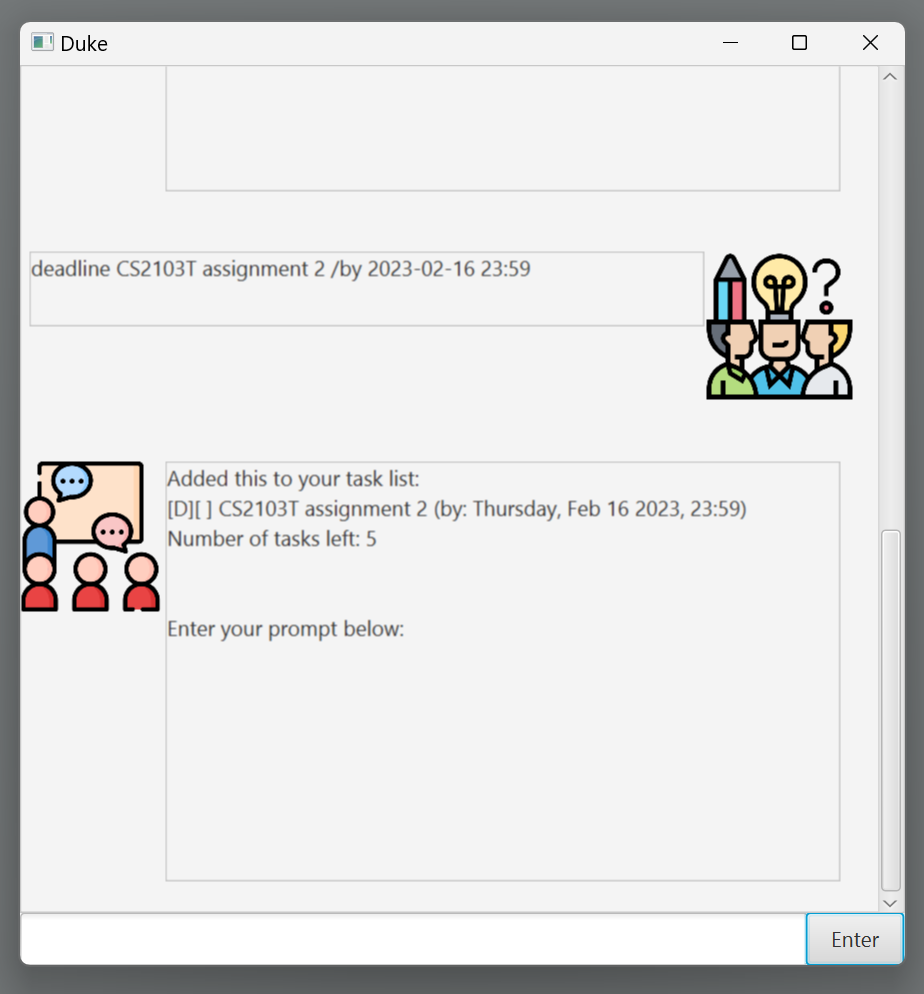 Duke
deadline CS2103T assignment 2 /by 2023-02-16 23:59
Added this to your task list:
[D][ ] CS2103T assignment 2 (by: Thursday, Feb 16 2023, 23:59)
Number of tasks left: 5
Enter your prompt below:
Enter